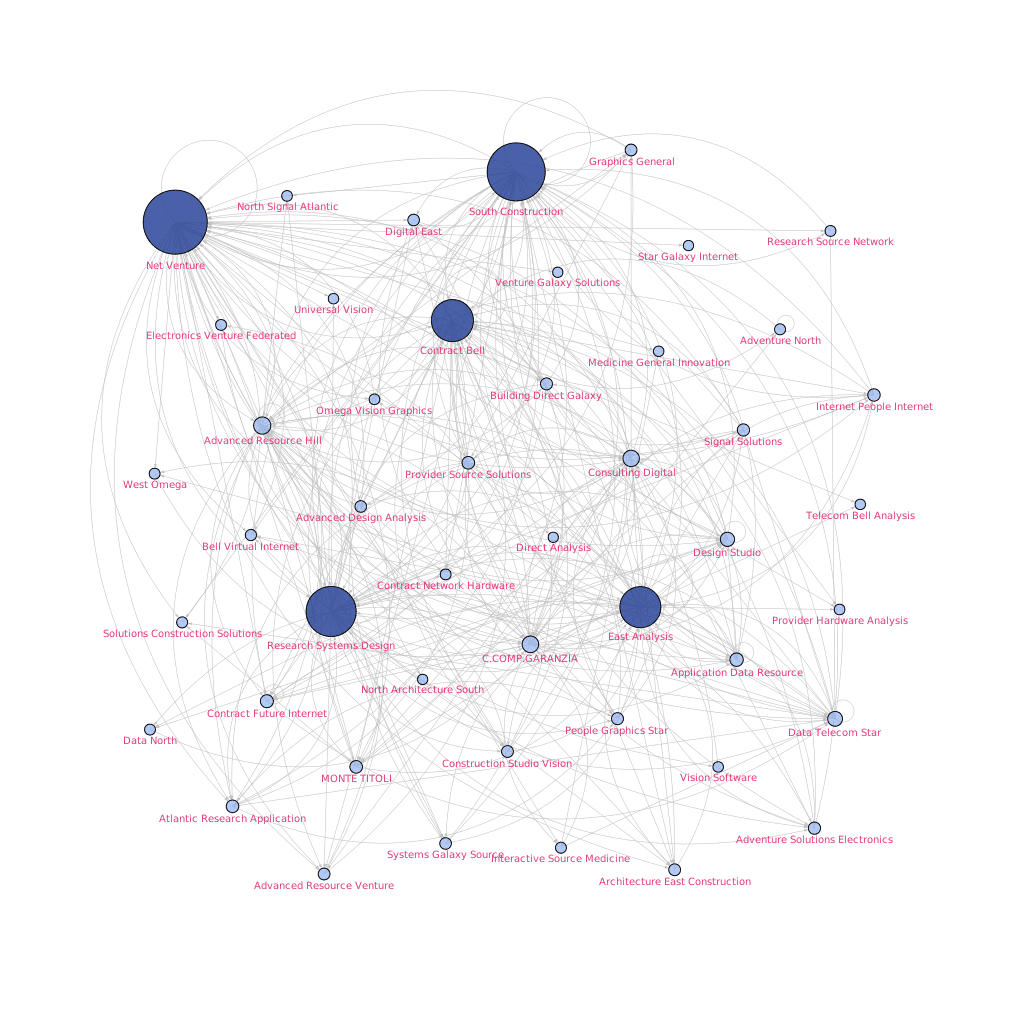 Graphics General
North Signal Atlantic
South Construction
Digital East
Research Source Network
Star Galaxy Internet
Net Venture
Venture Galaxy Solutions
Universal Vision
Electronics Venture Federated
Adventure North
Contract Bell
Medicine General Innovation
Building Direct Galaxy
Internet People Internet
Omega Vision Graphics
Advanced Resource Hill
Signal Solutions
Provider Source Solutions
Consulting Digital
West Omega
Advanced Design Analysis
Telecom Bell Analysis
Bell Virtual Internet
Direct Analysis
Design Studio
Contract Network Hardware
Provider Hardware Analysis
Solutions Construction Solutions
East Analysis
Research Systems Design
C.COMP.GARANZIA
Application Data Resource
North Architecture South
Contract Future Internet
People Graphics Star
Data Telecom Star
Data North
Construction Studio Vision
MONTE TITOLI
Vision Software
Atlantic Research Application
Adventure Solutions Electronics
Systems Galaxy Source
Interactive Source Medicine
Architecture East Construction
Advanced Resource Venture